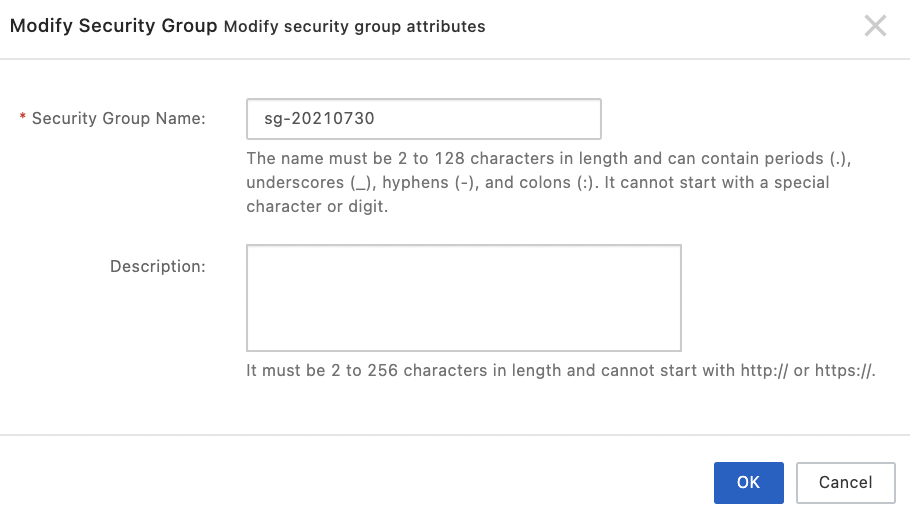 Modify Security Group Modify security group attributes
* Security Group Name:
sg-20210730
The name must be 2 to 128 characters in length and can contain periods (.),
underscores (_), hyphens (-), and colons (:). It cannot start with a special
character or digit.
Description:
It must be 2 to 256 characters in length and cannot start with http:// or https://.
OK
Cancel